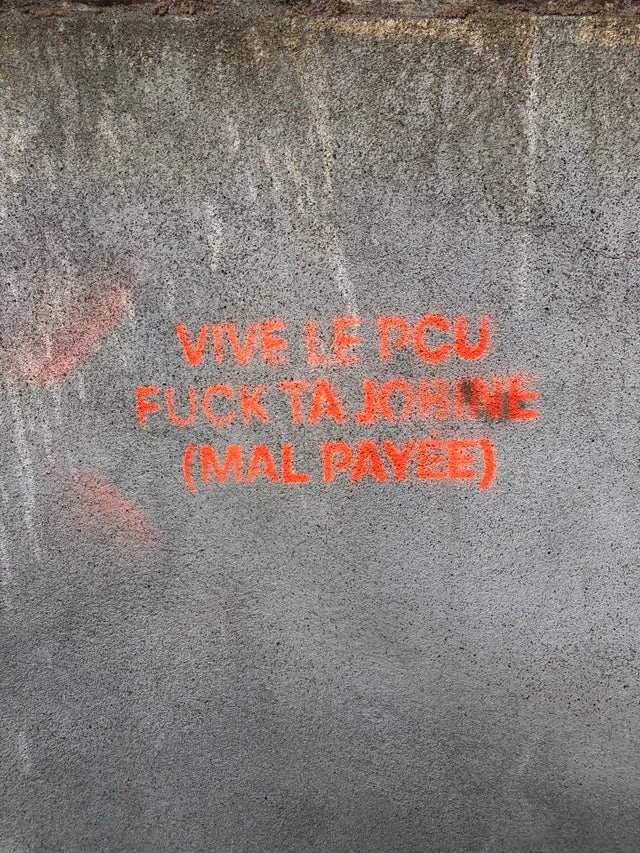 VIVE LE PCU
FUCK TA JOBINE
(MAL PAYÉE)